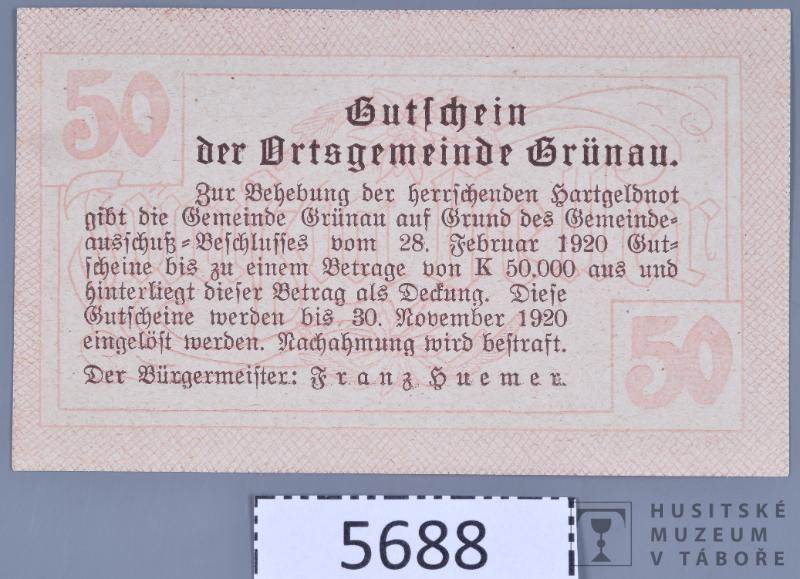 50
Gutschein
der Ortsgemeinde Grünau.
Zur Behebung der herrschenden Hartgeldnot
gibt die Gemeinde Grünau auf Grund des Gemeinde-
ausschuß-Beschlusses vom 28. Februar 1920 Gut-
scheine bis zu einem Betrage von K 50.000 aus und
hinterliegt dieser Betrag als Deckung. Diese
Gutscheine werden bis 30. November 1920
eingelöst werden. Nachahmung wird bestraft.
Der Bürgermeister: Franz Huemer.
50
5688
HUSITSKÉ
MUZEUM
V TÁBOŘE